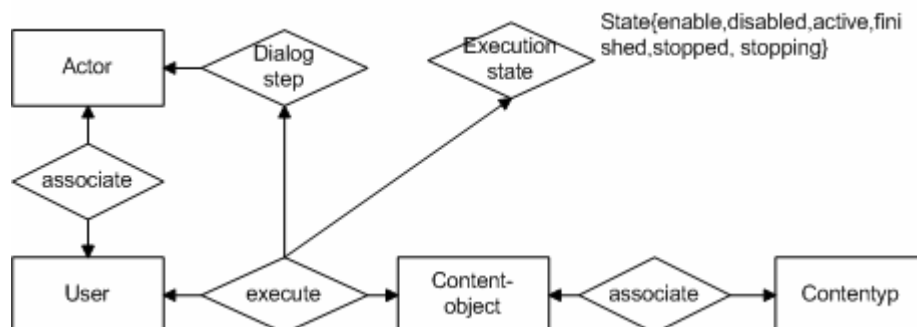 State{enable,disabled,active,fini
shed,stopped, stopping}
Actor
Dialog
step
Execution
state
associate
User
execute
Content-
object
associate
Contentyp